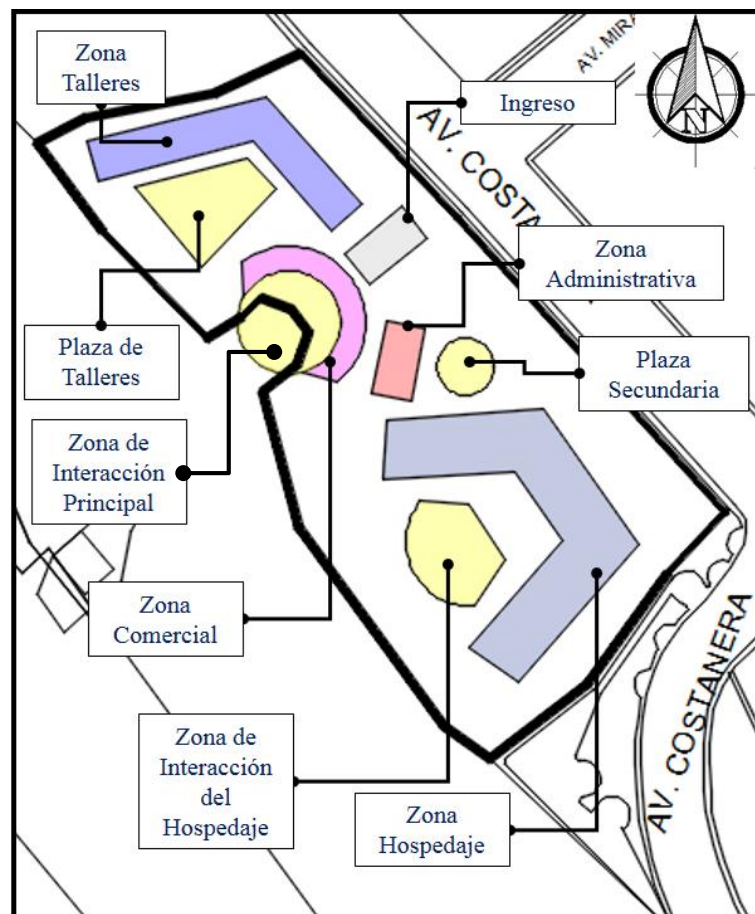 Zona
Talleres
AV. MIRA
Ingreso
N
AV. COSTA
Zona
Administrativa
Plaza de
Talleres
Plaza
Secundaria
Zona de
Interacción
Principal
Zona
Comercial
AV. COSTANERA
Zona de
Interacción
del
Hospedaje
Zona
Hospedaje